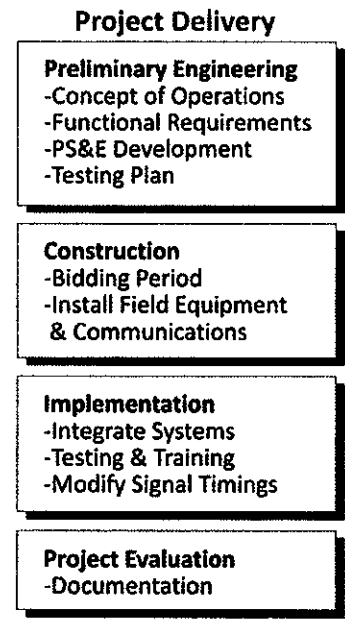 Project Delivery
Preliminary Engineering
-Concept of Operations
-Functional Requirements
-PS&E Development
-Testing Plan
Construction
-Bidding Period
-Install Field Equipment
& Communications
Implementation
-Integrate Systems
-Testing & Training
-Modify Signal Timings
Project Evaluation
-Documentation